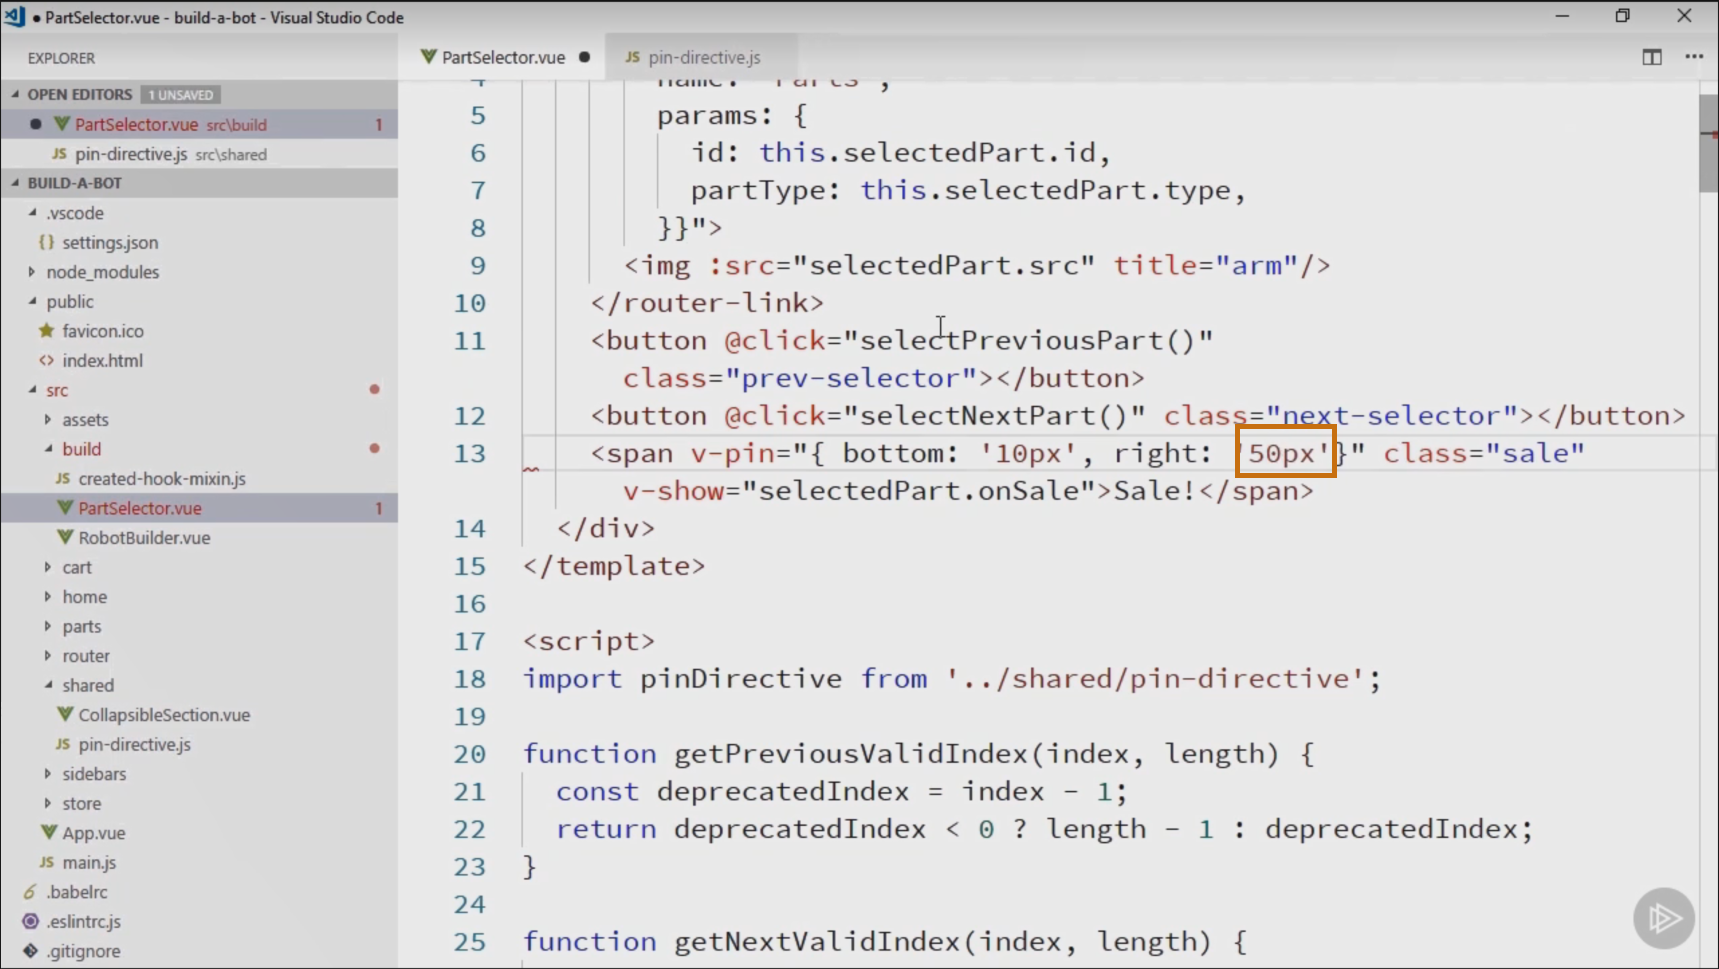 PartSelector.vue - build-a-bot - Visual Studio Code
EXPLORER
PartSelector.vue
JS pin-directive.js
OPEN EDITORS 1 UNSAVED
PartSelector.vue src\build 1
JS pin-directive.js src\shared
BUILD-A-BOT
.vscode
{} settings.json
node_modules
public
favicon.ico
<> index.html
src
assets
build
JS created-hook-mixin.js
PartSelector.vue 1
RobotBuilder.vue
cart
home
parts
router
shared
CollapsibleSection.vue
JS pin-directive.js
sidebars
store
App.vue
JS main.js
.babelrc
.eslintrc.js
.gitignore
4 name: 'Parts',
5 params: {
6 id: this.selectedPart.id,
7 partType: this.selectedPart.type,
8 }}">
9 <img :src="selectedPart.src" title="arm"/>
10 </router-link>
11 <button @click="selectPreviousPart()"
class="prev-selector"></button>
12 <button @click="selectNextPart()" class="next-selector"></button>
13 <span v-pin="{ bottom: '10px', right: '50px'}" class="sale"
v-show="selectedPart.onSale">Sale!</span>
14 </div>
15 </template>
16
17 <script>
18 import pinDirective from '../shared/pin-directive';
19
20 function getPreviousValidIndex(index, length) {
21 const deprecatedIndex = index - 1;
22 return deprecatedIndex < 0 ? length - 1 : deprecatedIndex;
23 }
24
25 function getNextValidIndex(index, length) {